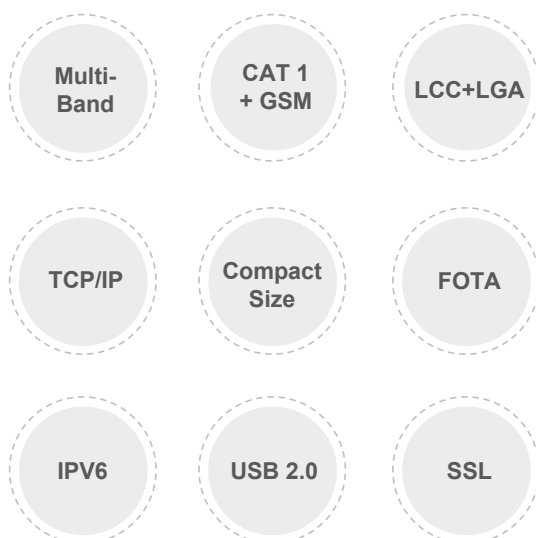 Multi-
Band
CAT 1
+ GSM
LCC+LGA
TCP/IP
Compact
Size
FOTA
IPV6
USB 2.0
SSL